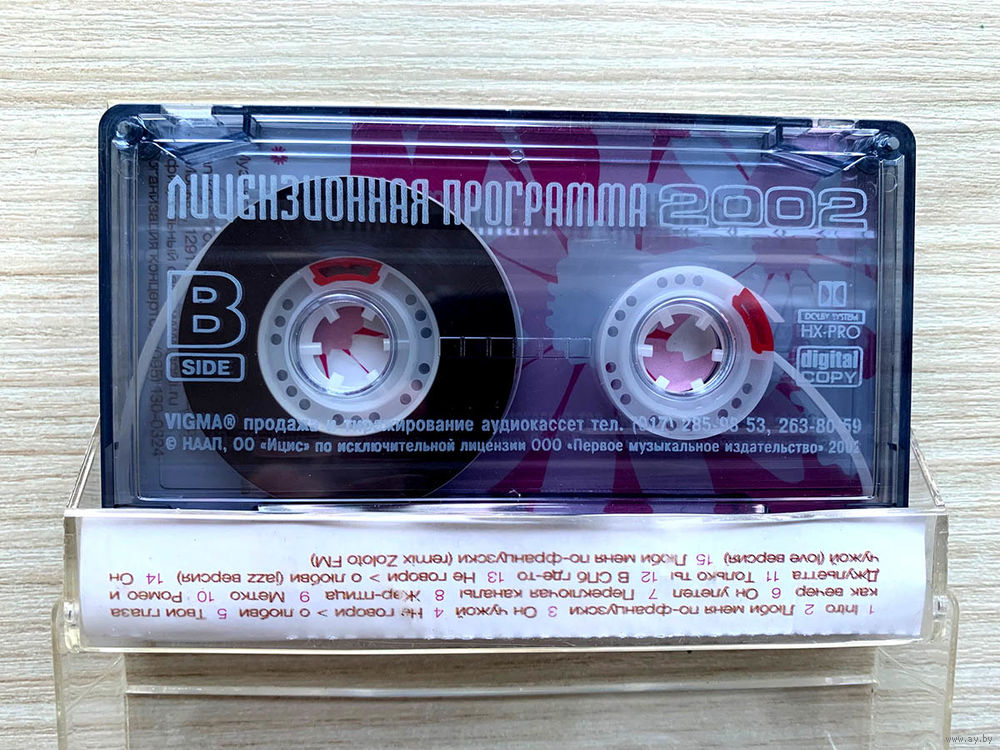 ЛИЦЕНЗИОННАЯ ПРОГРАММА 2002
B
SIDE
DOLBY SYSTEM
HX-PRO
digital
COPY
VIGMA® продажа и тиражирование аудиокассет тел. (017) 285-98 53, 263-80 59
© НААП, ОО «Ицис» по исключительной лицензии ООО «Первое музыкальное издательство» 2002
1 Intro 2 Люби меня по-французски 3 Он чужой 4 Не говори > о любви 5 Твои глаза
как вечер 6 Он улетел 7 Переключая каналы 8 Жар-птица 9 Метко 10 Ромео и
Джульетта 11 Только ты 12 В СПб где-то 13 Не говори > о любви (jazz версия) 14 Он
чужой (love версия) 15 Люби меня по-французски (remix Zoloto FM)
www.ay.by